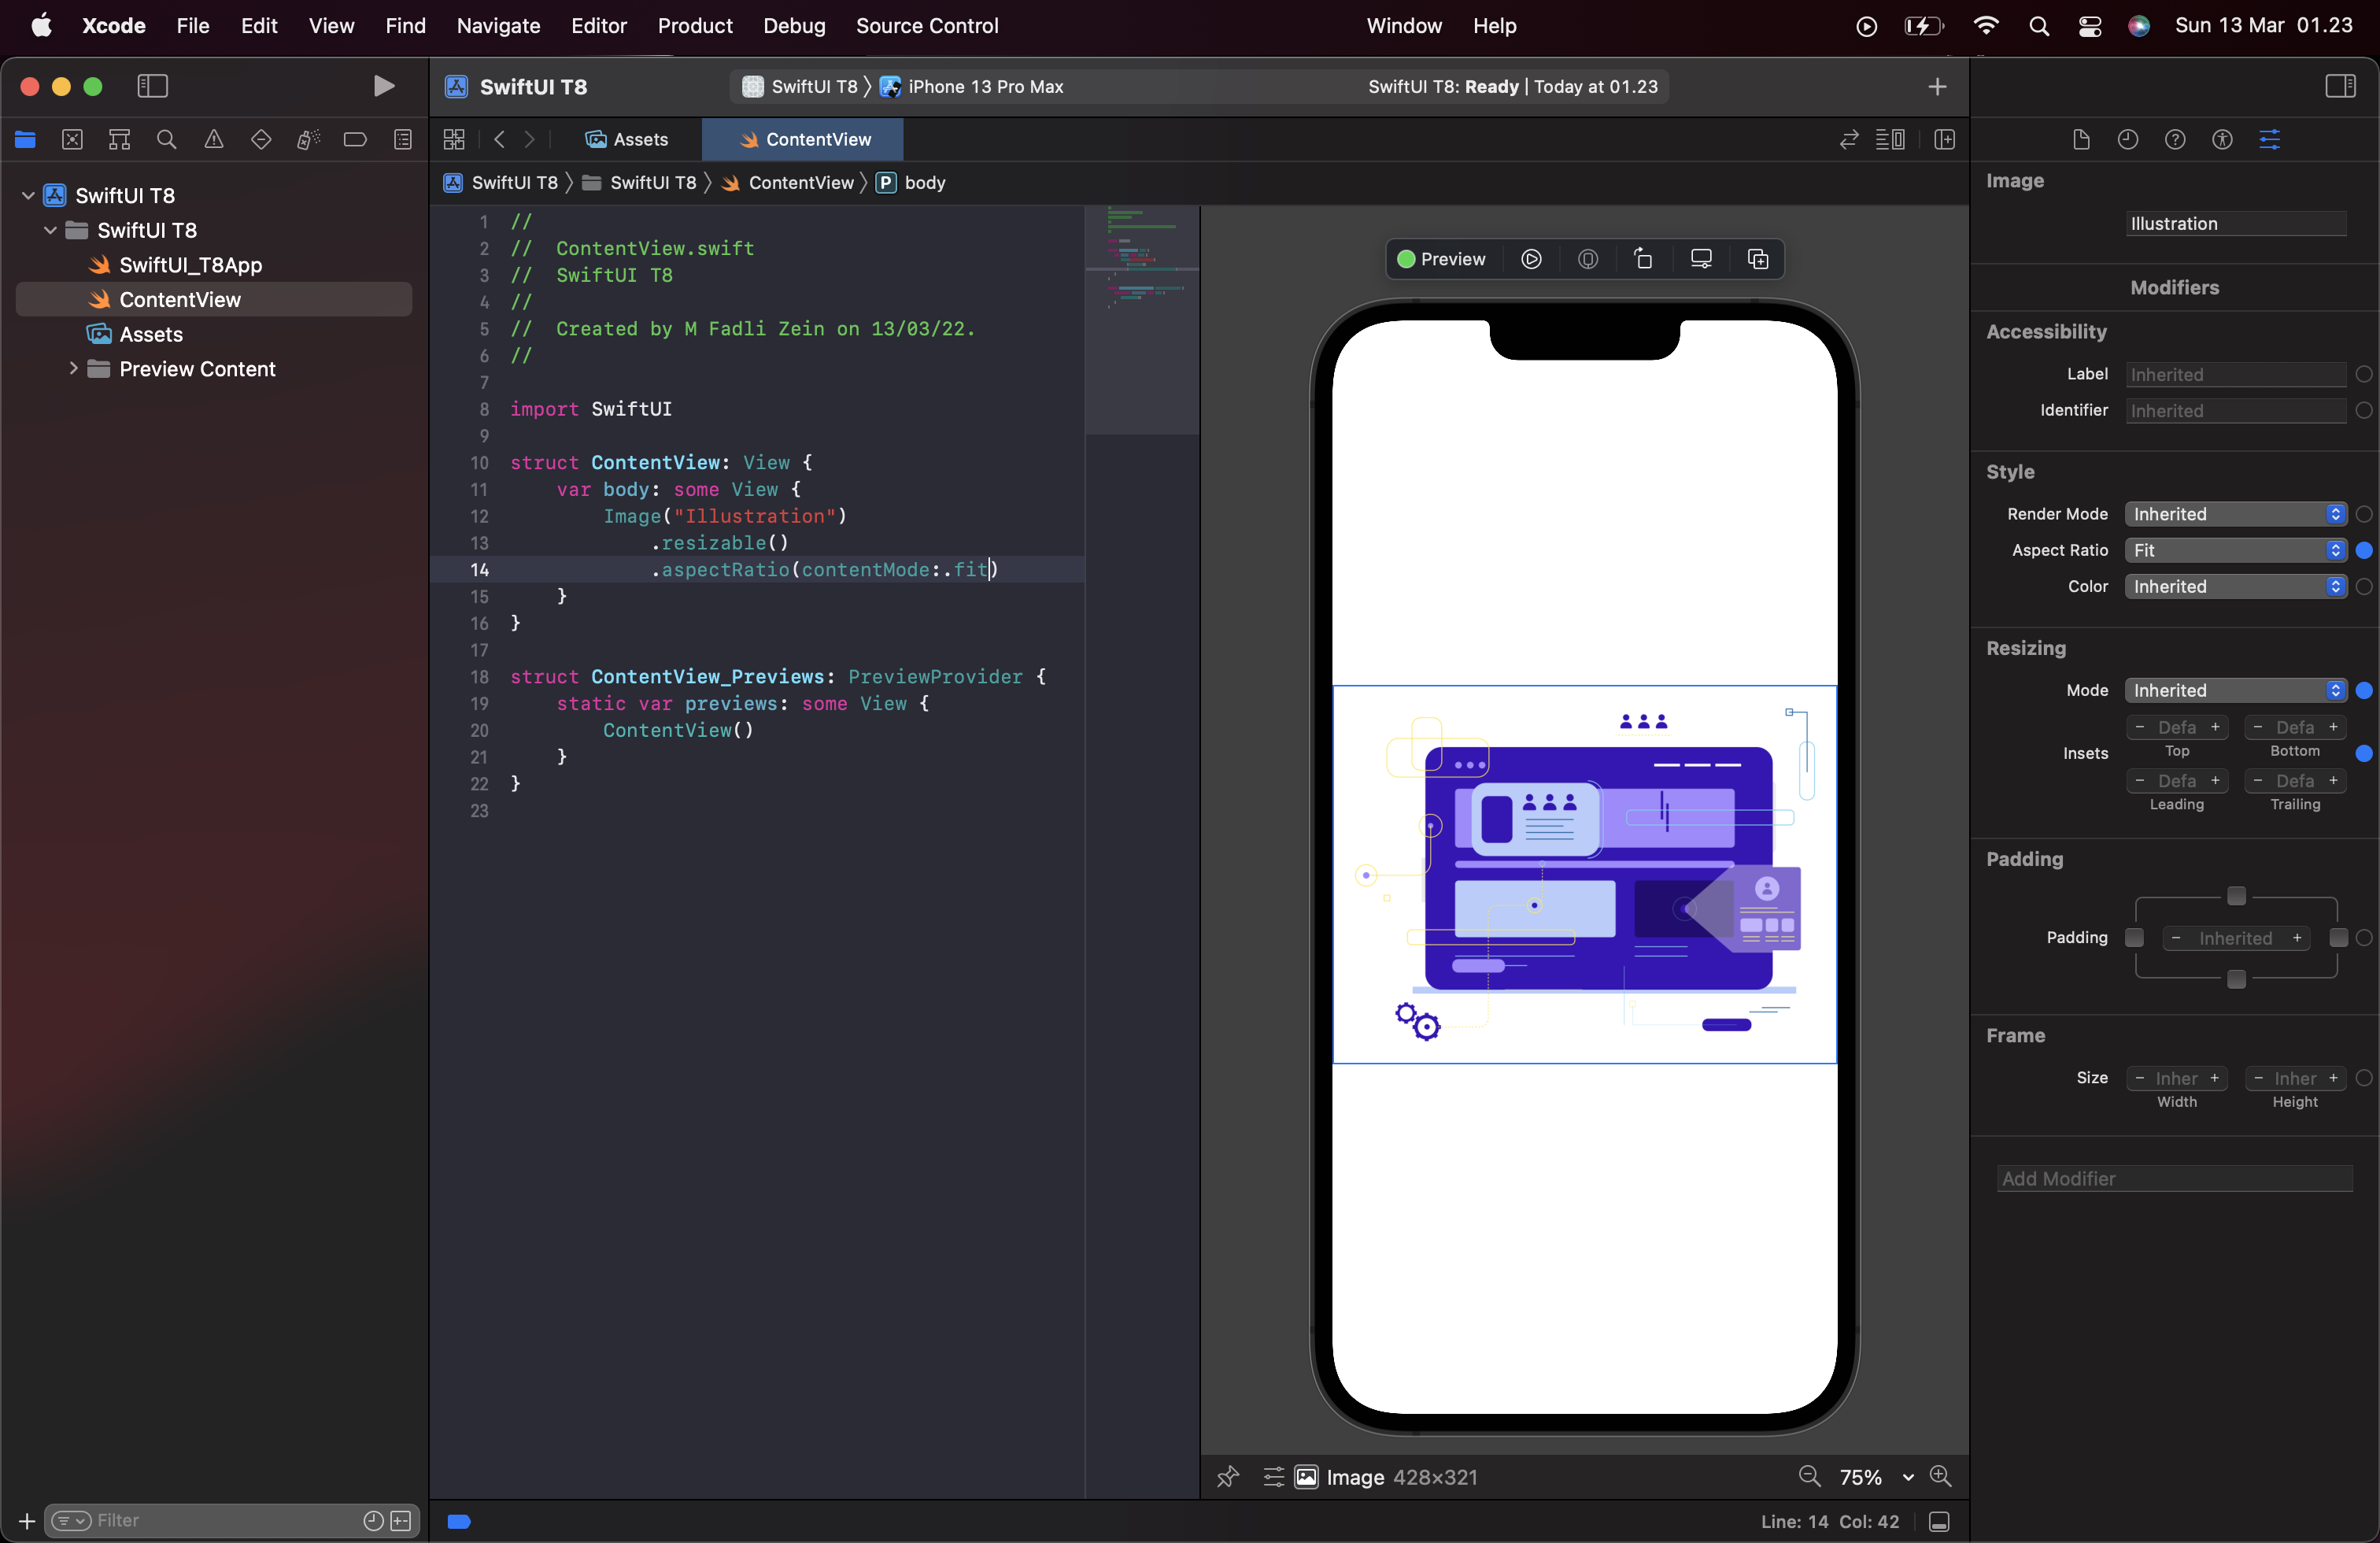 Xcode File Edit View Find Navigate Editor Product Debug Source Control Window Help Sun 13 Mar 01.23
SwiftUI T8
SwiftUI T8 iPhone 13 Pro Max
SwiftUI T8: Ready | Today at 01.23
Assets
ContentView
SwiftUI T8 SwiftUI T8 ContentView P body
SwiftUI T8
SwiftUI T8
SwiftUI_T8App
ContentView
Assets
Preview Content
Filter
1 //
2 //  ContentView.swift
3 //  SwiftUI T8
4 //
5 //  Created by M Fadli Zein on 13/03/22.
6 //
7
8 import SwiftUI
9
10 struct ContentView: View {
11     var body: some View {
12         Image("Illustration")
13             .resizable()
14             .aspectRatio(contentMode:.fit)
15     }
16 }
17
18 struct ContentView_Previews: PreviewProvider {
19     static var previews: some View {
20         ContentView()
21     }
22 }
23
Preview
Image 428×321
75%
Line: 14 Col: 42
Image
Illustration
Modifiers
Accessibility
Label Inherited
Identifier Inherited
Style
Render Mode Inherited
Aspect Ratio Fit
Color Inherited
Resizing
Mode Inherited
Insets
− Defa + − Defa +
Top Bottom
− Defa + − Defa +
Leading Trailing
Padding
Padding − Inherited +
Frame
Size − Inher + − Inher +
Width Height
Add Modifier